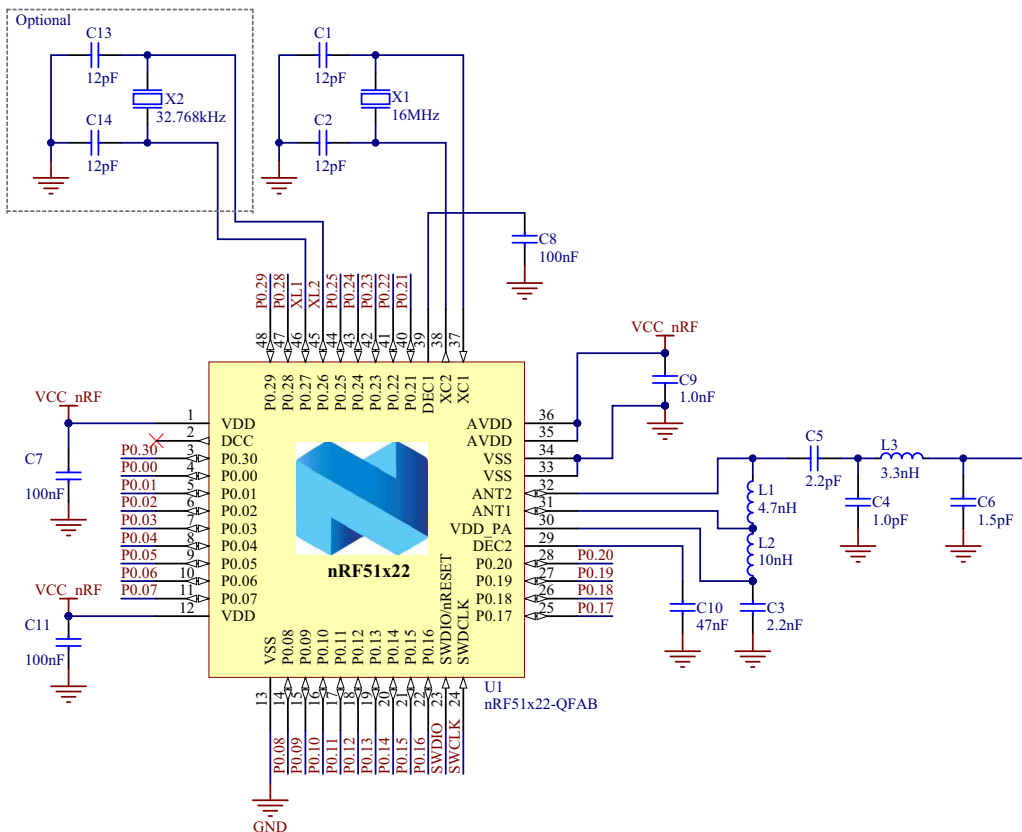 Optional
C13
12pF
X2
32.768kHz
C14
12pF
C1
12pF
X1
16MHz
C2
12pF
C8
100nF
P0.29
P0.28
XL1
XL2
P0.25
P0.24
P0.23
P0.22
P0.21
48
47
46
45
44
43
42
41
40
39
38
37
P0.29
P0.28
P0.27
P0.26
P0.25
P0.24
P0.23
P0.22
P0.21
DEC1
XC2
XC1
VCC_nRF
C7
100nF
VCC_nRF
C11
100nF
P0.30
P0.00
P0.01
P0.02
P0.03
P0.04
P0.05
P0.06
P0.07
1 VDD
2 DCC
3 P0.30
4 P0.00
5 P0.01
6 P0.02
7 P0.03
8 P0.04
9 P0.05
10 P0.06
11 P0.07
12 VDD
nRF51x22
AVDD 36
AVDD 35
VSS 34
VSS 33
ANT2 32
ANT1 31
VDD_PA 30
DEC2 29
P0.20 28 P0.20
P0.19 27 P0.19
P0.18 26 P0.18
P0.17 25 P0.17
VCC_nRF
C9
1.0nF
C5
2.2pF
L3
3.3nH
L1
4.7nH
C4
1.0pF
C6
1.5pF
L2
10nH
C10
47nF
C3
2.2nF
VSS
P0.08
P0.09
P0.10
P0.11
P0.12
P0.13
P0.14
P0.15
P0.16
SWDIO/nRESET
SWDCLK
U1
nRF51x22-QFAB
13
14
15
16
17
18
19
20
21
22
23
24
P0.08
P0.09
P0.10
P0.11
P0.12
P0.13
P0.14
P0.15
P0.16
SWDIO
SWCLK
GND